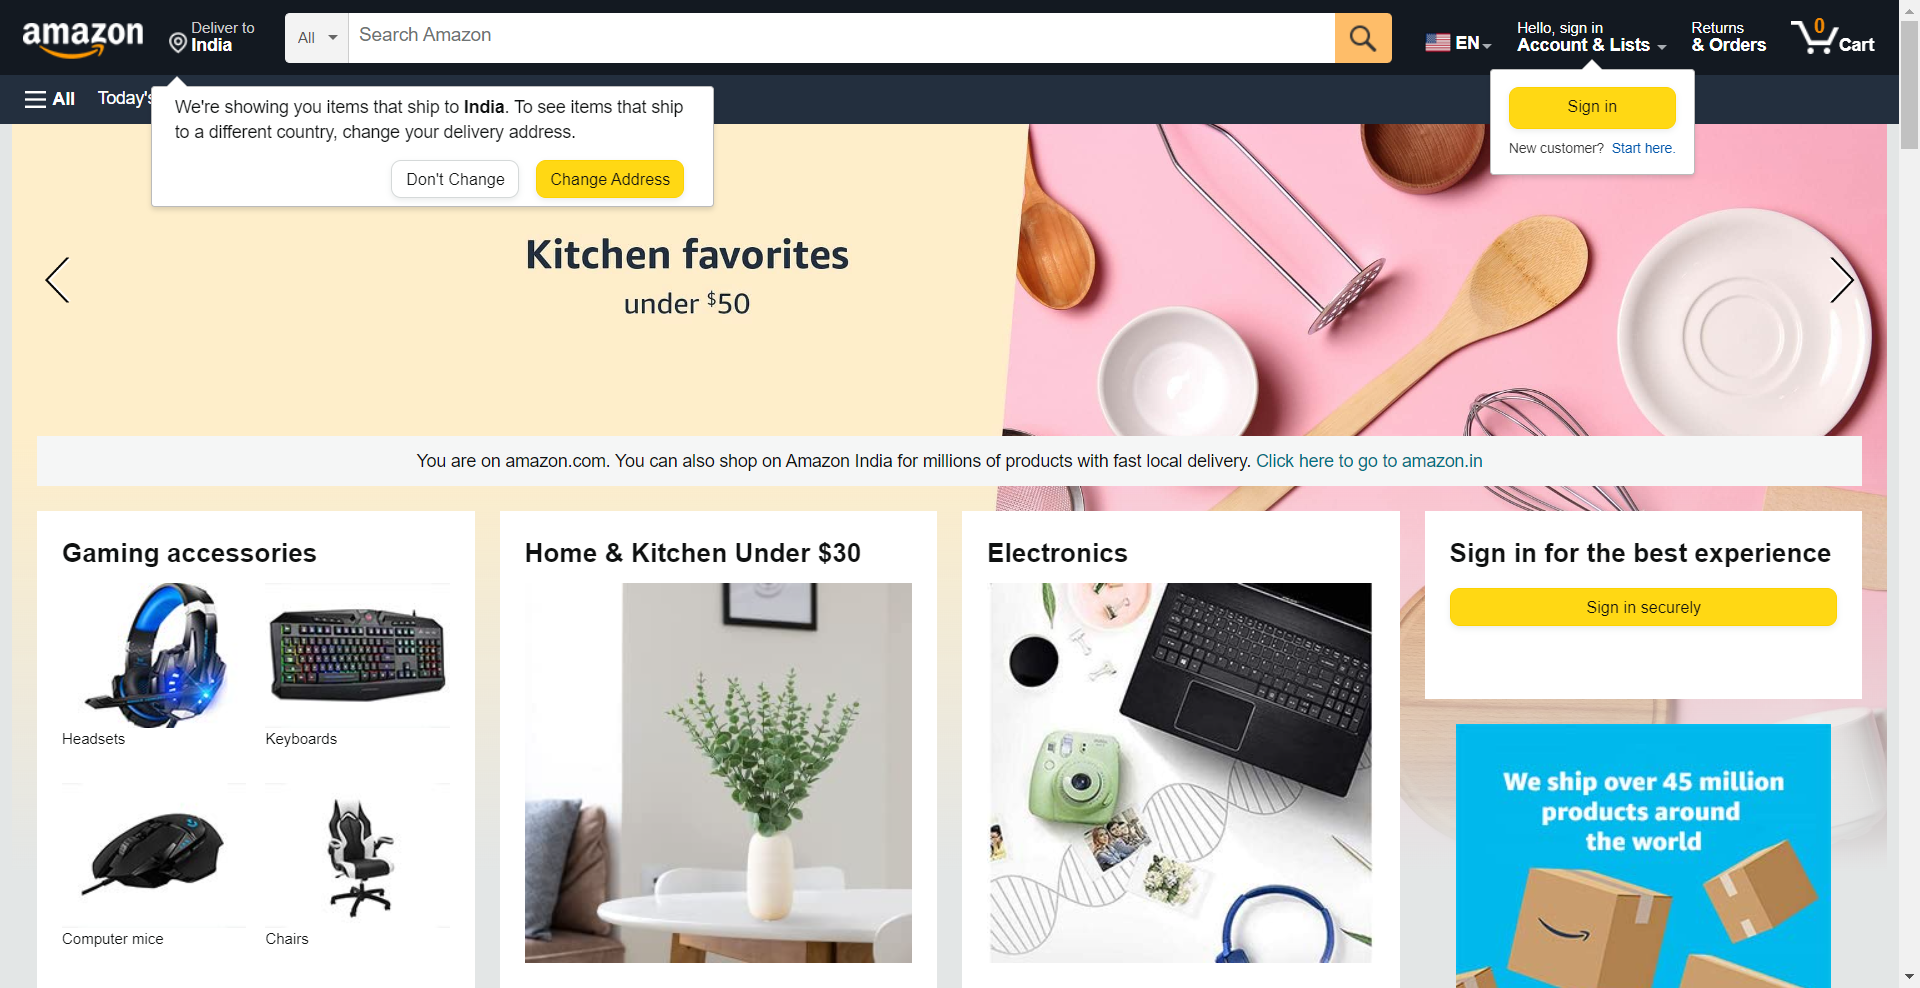 amazon
Deliver to
India
All
Search Amazon
EN
Hello, sign in
Account & Lists
Returns
& Orders
0
Cart
All
Today's
We're showing you items that ship to India. To see items that ship
to a different country, change your delivery address.
Don't Change
Change Address
Sign in
New customer? Start here.
Kitchen favorites
under $50
You are on amazon.com. You can also shop on Amazon India for millions of products with fast local delivery. Click here to go to amazon.in
Gaming accessories
Headsets
Keyboards
Computer mice
Chairs
Home & Kitchen Under $30
Electronics
Sign in for the best experience
Sign in securely
We ship over 45 million
products around
the world